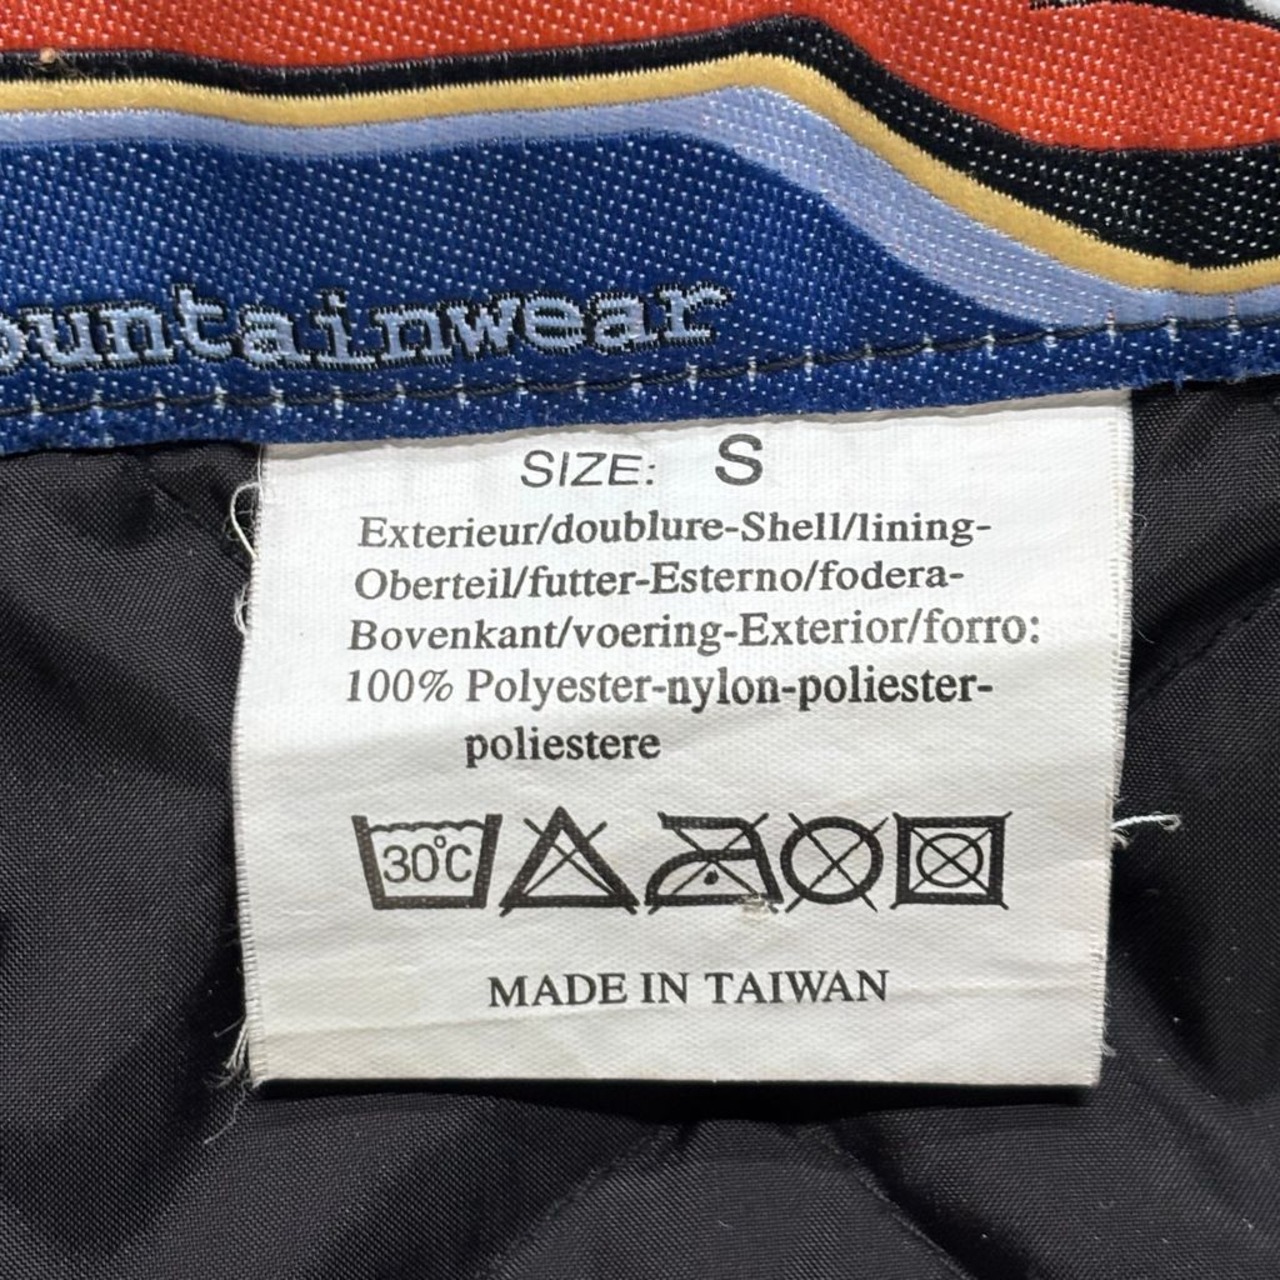 ountainwear
SIZE: S
Exterieur/doublure-Shell/lining-
Oberteil/futter-Esterno/fodera-
Bovenkant/voering-Exterior/forro:
100% Polyester-nylon-poliester-
poliestere
30°C
MADE IN TAIWAN